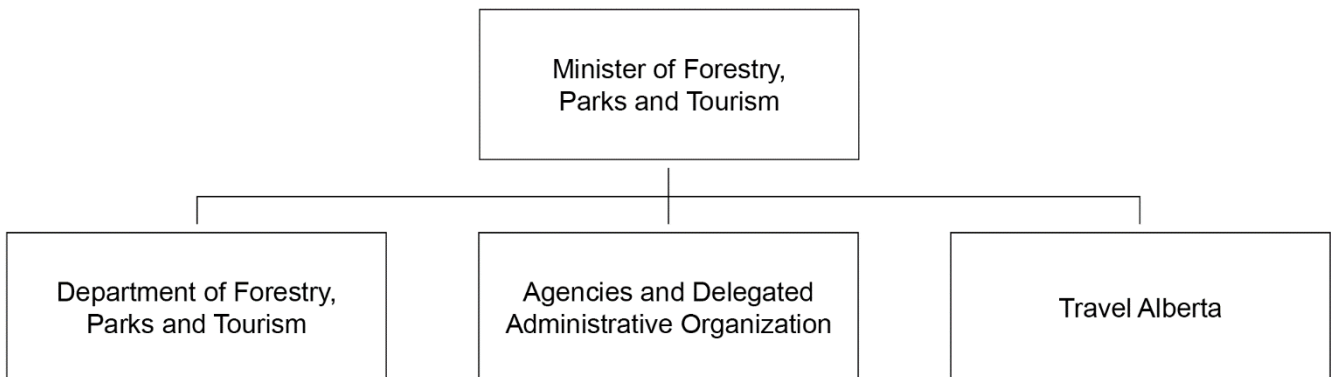 Minister of Forestry,
Parks and Tourism
Department of Forestry,
Parks and Tourism
Agencies and Delegated
Administrative Organization
Travel Alberta